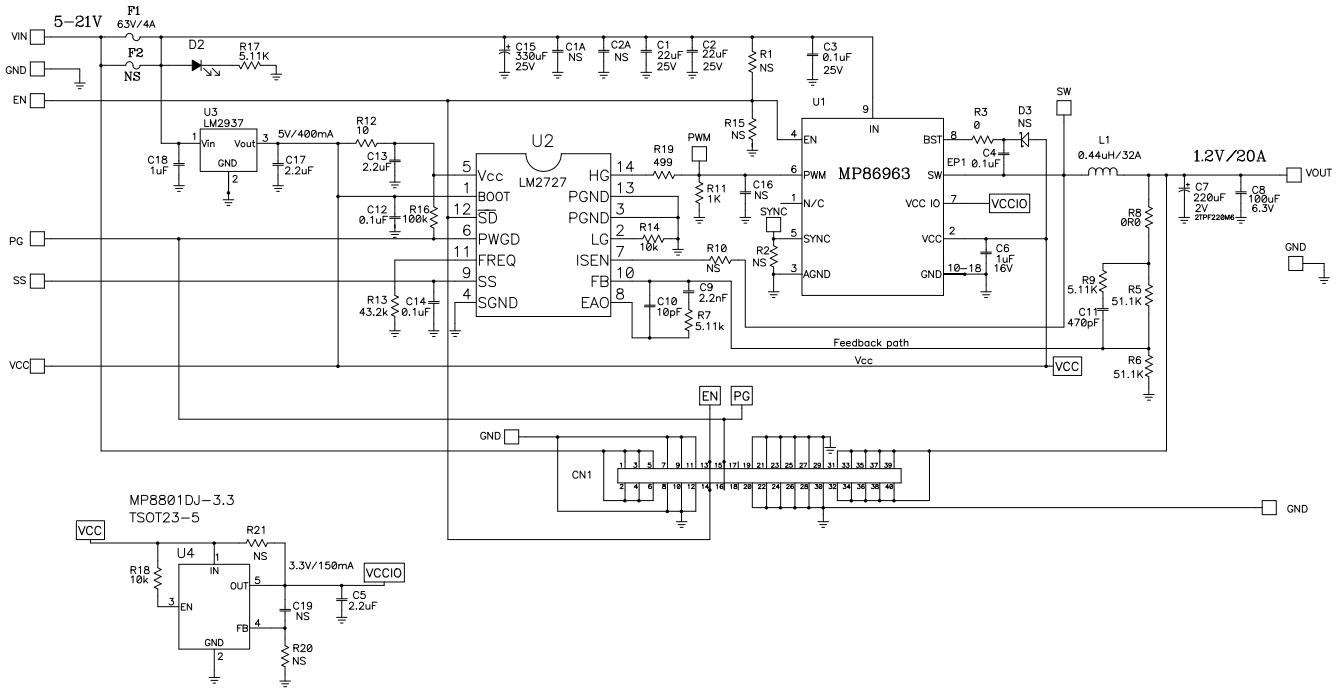 5-21V
F1
63V/4A
VIN
F2
NS
D2
R17
5.11K
GND
EN
C15
330uF
25V
C1A
NS
C2A
NS
C1
22uF
25V
C2
22uF
25V
R1
NS
C3
0.1uF
25V
U3
LM2937
1
Vin
Vout
3
GND
2
5V/400mA
C18
1uF
C17
2.2uF
R12
10
C13
2.2uF
C12
0.1uF
R16
100k
U2
LM2727
5
Vcc
1
BOOT
12
SD
6
PWGD
11
FREQ
9
SS
4
SGND
HG
14
PGND
13
PGND
3
LG
2
ISEN
7
FB
10
EAO
8
R19
499
PWM
R11
1K
C16
NS
R15
NS
R14
10k
R10
NS
SYNC
R2
NS
U1
MP86963
9
IN
4
EN
6
PWM
1
N/C
5
SYNC
3
AGND
BST
8
EP1
SW
VCC IO
7
VCC
2
GND
10-18
VCCIO
R3
0
D3
NS
C4
0.1uF
SW
C6
1uF
16V
L1
0.44uH/32A
1.2V/20A
C7
220uF
2V
2TPF220M6
C8
100uF
6.3V
VOUT
GND
R8
0R0
R9
5.11K
R5
51.1K
C11
470pF
R6
51.1K
PG
SS
R13
43.2k
C14
0.1uF
C10
10pF
C9
2.2nF
R7
5.11k
Feedback path
VCC
Vcc
VCC
EN
PG
GND
CN1
1 3 5 7 9 11 13 15 17 19 21 23 25 27 29 31 33 35 37 39
2 4 6 8 10 12 14 16 18 20 22 24 26 28 30 32 34 36 38 40
GND
MP8801DJ-3.3
TSOT23-5
VCC
R21
NS
U4
1
IN
R18
10k
OUT
5
3
EN
FB
4
GND
2
3.3V/150mA
VCCIO
C19
NS
C5
2.2uF
R20
NS